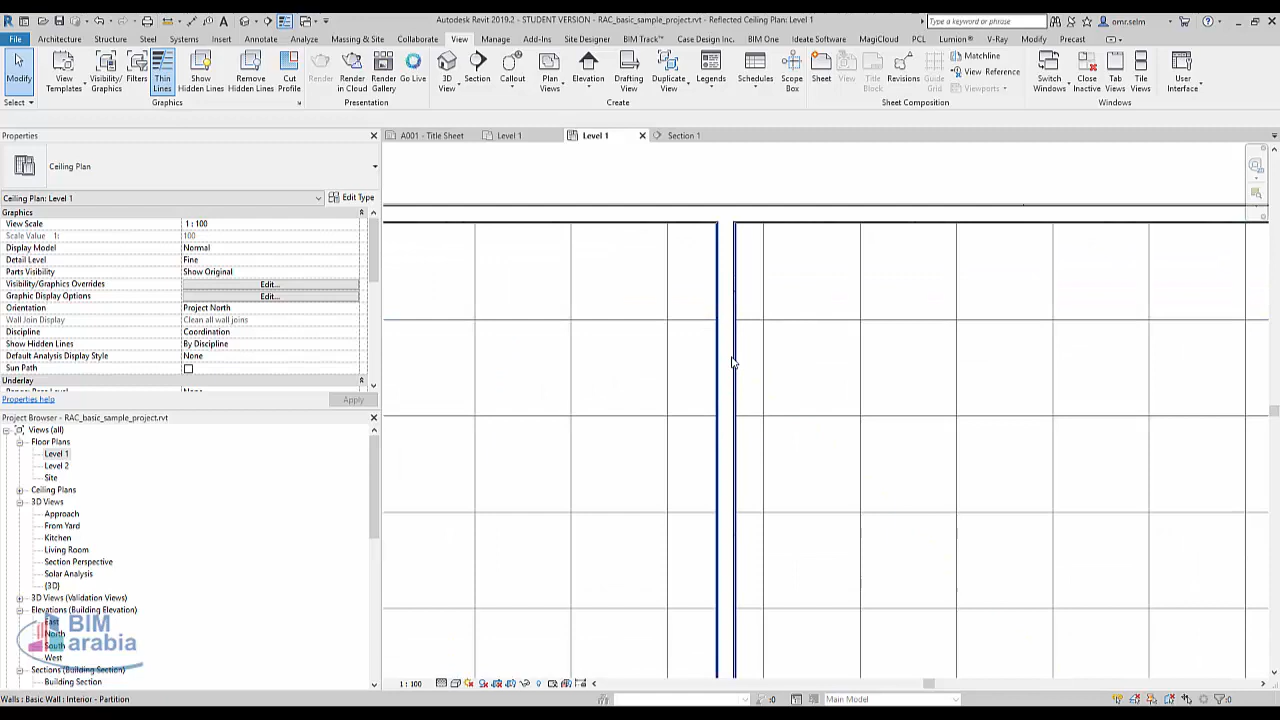 Autodesk Revit 2019.2 - STUDENT VERSION - RAC_basic_sample_project.rvt - Reflected Ceiling Plan: Level 1
Type a keyword or phrase
omr.selm
File Architecture Structure Steel Systems Insert Annotate Analyze Massing & Site Collaborate View Manage Add-Ins BIM Track™ Case Design Inc. BIM One Ideate Software MagiCloud PCL Lumion® V-Ray Modify Precast
Modify
View Templates
Visibility/ Graphics
Filters
Thin Lines
Show Hidden Lines
Remove Hidden Lines
Cut Profile
Render
Render in Cloud
Render Gallery
Go Live
3D View
Section
Callout
Plan Views
Elevation
Drafting View
Duplicate View
Legends
Schedules
Scope Box
Sheet
View
Title Block
Revisions
Guide Grid
Matchline
View Reference
Viewports
Switch Windows
Close Inactive
Tab Views
Tile Views
User Interface
Select Graphics Presentation Create Sheet Composition Windows
Properties
A001 - Title Sheet
Level 1
Level 1
Section 1
Ceiling Plan
Ceiling Plan: Level 1
Edit Type
Graphics
View Scale 1 : 100
Scale Value 1: 100
Display Model Normal
Detail Level Fine
Parts Visibility Show Original
Visibility/Graphics Overrides Edit...
Graphic Display Options Edit...
Orientation Project North
Wall Join Display Clean all wall joins
Discipline Coordination
Show Hidden Lines By Discipline
Default Analysis Display Style None
Sun Path
Underlay
Properties help
Apply
Project Browser - RAC_basic_sample_project.rvt
Views (all)
Floor Plans
Level 1
Level 2
Site
Ceiling Plans
3D Views
Approach
From Yard
Kitchen
Living Room
Section Perspective
Solar Analysis
{3D}
3D Views (Validation Views)
Elevations (Building Elevation)
East
North
South
West
BIM
arabia
Sections (Building Section)
Building Section
1 : 100
Walls : Basic Wall : Interior - Partition
:0
Main Model
:0